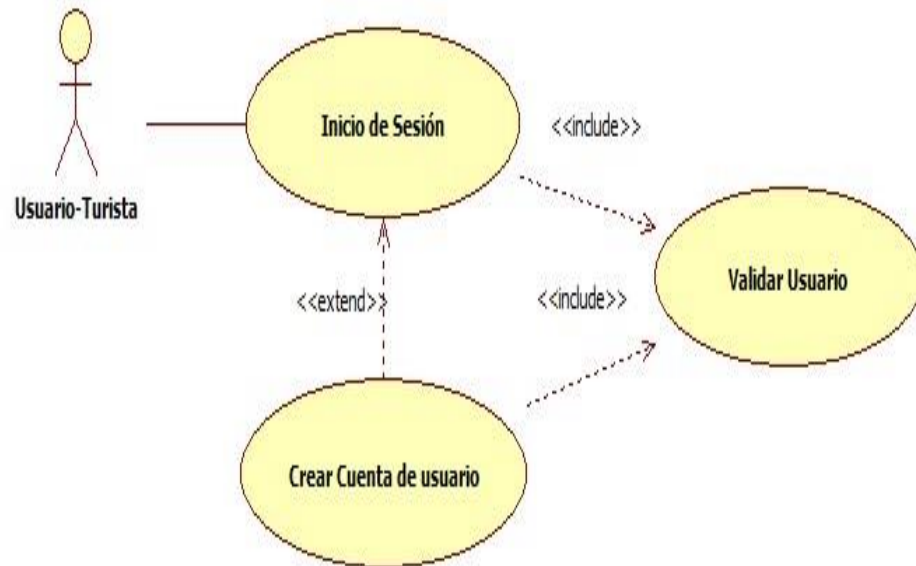 Inicio de Sesión
<<include>>
Usuario-Turista
Validar Usuario
<<extend>>
<<include>>
Crear Cuenta de usuario